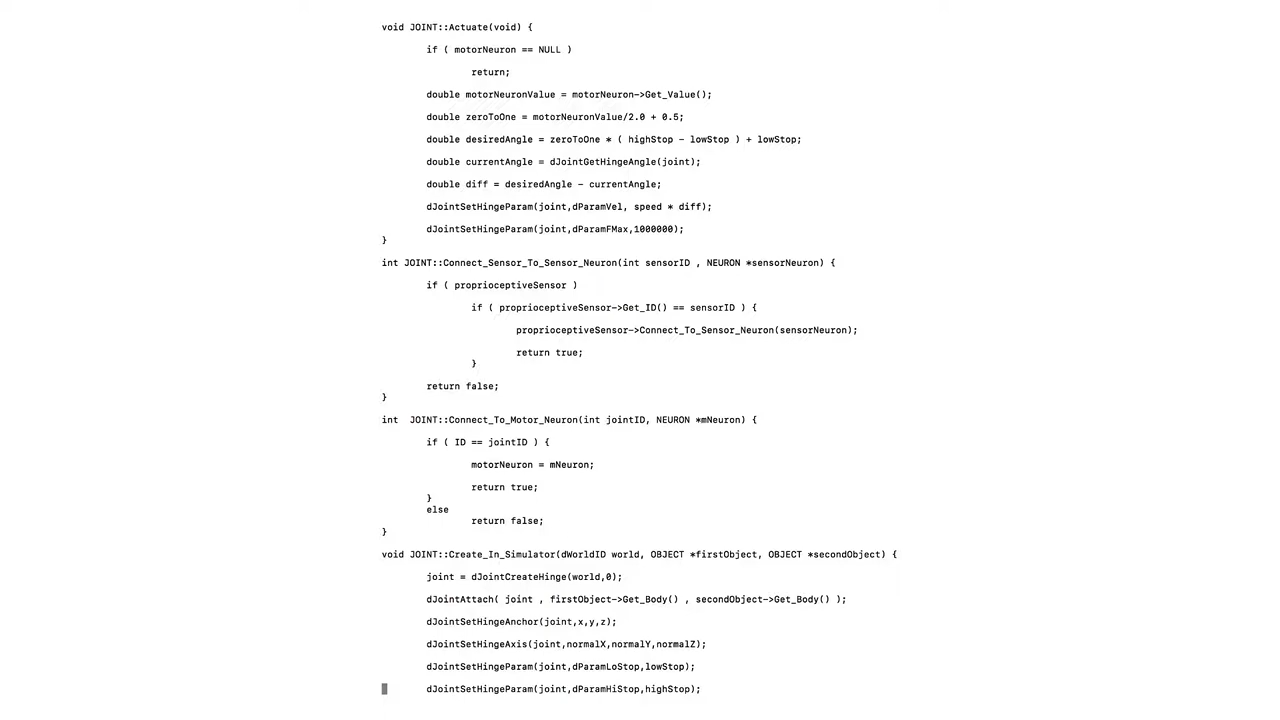 void JOINT::Actuate(void) {
if ( motorNeuron == NULL )
return;
double motorNeuronValue = motorNeuron->Get_Value();
double zeroToOne = motorNeuronValue/2.0 + 0.5;
double desiredAngle = zeroToOne * ( highStop - lowStop ) + lowStop;
double currentAngle = dJointGetHingeAngle(joint);
double diff = desiredAngle - currentAngle;
dJointSetHingeParam(joint,dParamVel, speed * diff);
dJointSetHingeParam(joint,dParamFMax,1000000);
}
int JOINT::Connect_Sensor_To_Sensor_Neuron(int sensorID , NEURON *sensorNeuron) {
if ( proprioceptiveSensor )
if ( proprioceptiveSensor->Get_ID() == sensorID ) {
proprioceptiveSensor->Connect_To_Sensor_Neuron(sensorNeuron);
return true;
}
return false;
}
int  JOINT::Connect_To_Motor_Neuron(int jointID, NEURON *mNeuron) {
if ( ID == jointID ) {
motorNeuron = mNeuron;
return true;
}
else
return false;
}
void JOINT::Create_In_Simulator(dWorldID world, OBJECT *firstObject, OBJECT *secondObject) {
joint = dJointCreateHinge(world,0);
dJointAttach( joint , firstObject->Get_Body() , secondObject->Get_Body() );
dJointSetHingeAnchor(joint,x,y,z);
dJointSetHingeAxis(joint,normalX,normalY,normalZ);
dJointSetHingeParam(joint,dParamLoStop,lowStop);
dJointSetHingeParam(joint,dParamHiStop,highStop);